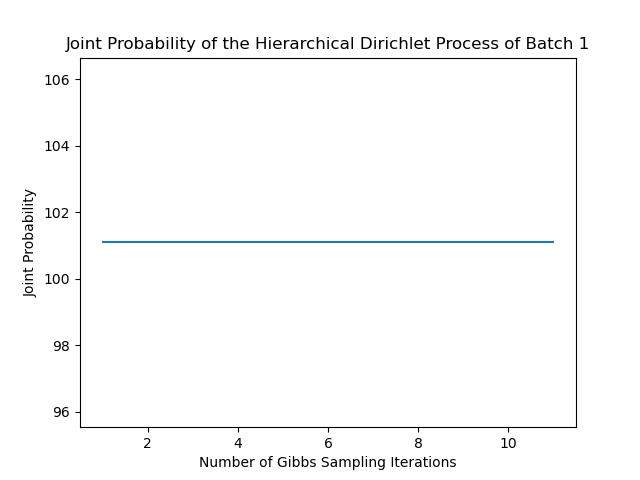 Joint Probability of the Hierarchical Dirichlet Process of Batch 1
106
104
102
100
98
96
Joint Probability
2 4 6 8 10
Number of Gibbs Sampling Iterations